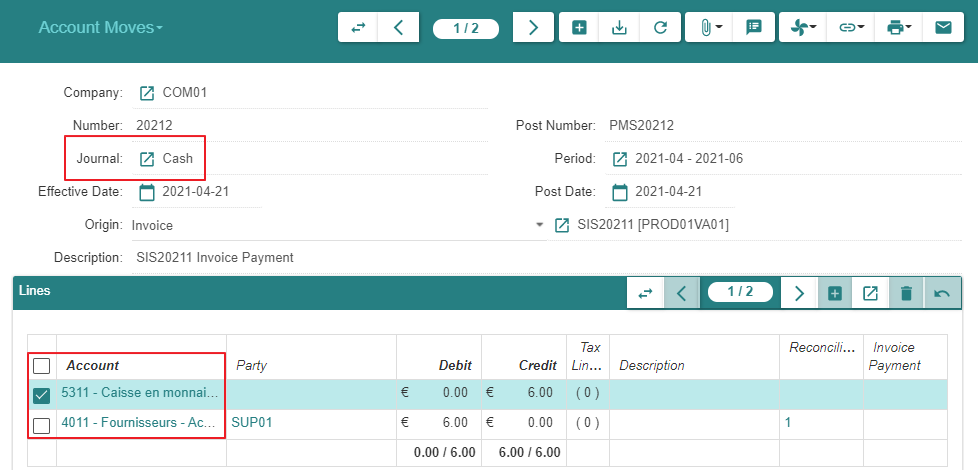 Account Moves
1 / 2
Company: COM01
Number: 20212 Post Number: PMS20212
Journal: Cash Period: 2021-04 - 2021-06
Effective Date: 2021-04-21 Post Date: 2021-04-21
Origin: Invoice SIS20211 [PROD01VA01]
Description: SIS20211 Invoice Payment
Lines 1 / 2
Account Party Debit Credit Tax Lin... Description Reconcili... Invoice Payment
5311 - Caisse en monnai... € 0.00 € 6.00 ( 0 )
4011 - Fournisseurs - Ac... SUP01 € 6.00 € 0.00 ( 0 ) 1
0.00 / 6.00 6.00 / 6.00